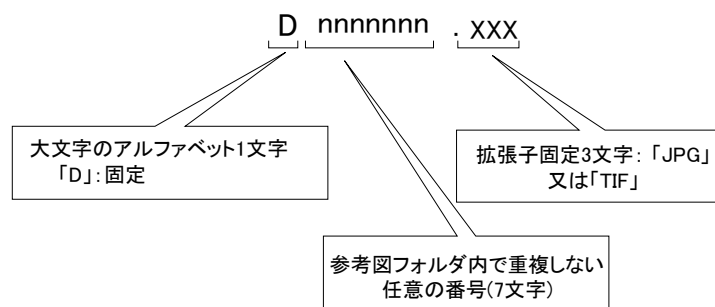 D nnnnnnn . XXX
大文字のアルファベット1文字
「D」：固定
拡張子固定3文字：「JPG」
又は「TIF」
参考図フォルダ内で重複しない
任意の番号(7文字)